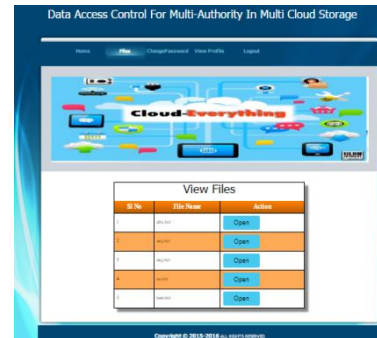 Data Access Control For Multi-Authority In Multi Cloud Storage
Home Files ChangePassword View Profile Logout
Cloud-Everything
View Files
Sl No File Name Action
1 Open
2 Open
3 Open
4 Open
5 Open
Copyright © 2015-2016 ALL RIGHTS RESERVED